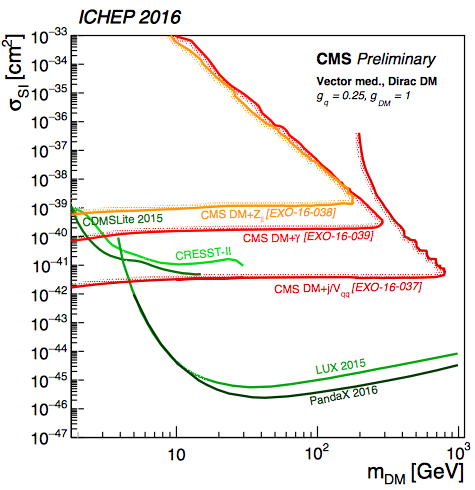 ICHEP 2016
σSI [cm²]
10⁻³³
10⁻³⁴
10⁻³⁵
10⁻³⁶
10⁻³⁷
10⁻³⁸
10⁻³⁹
10⁻⁴⁰
10⁻⁴¹
10⁻⁴²
10⁻⁴³
10⁻⁴⁴
10⁻⁴⁵
10⁻⁴⁶
10⁻⁴⁷
CMS Preliminary
Vector med., Dirac DM
g_q = 0.25, g_DM = 1
CMS DM+Z_ll [EXO-16-038]
CDMSLite 2015
CMS DM+γ [EXO-16-039]
CRESST-II
CMS DM+j/V_qq [EXO-16-037]
LUX 2015
PandaX 2016
10
10²
10³
m_DM [GeV]